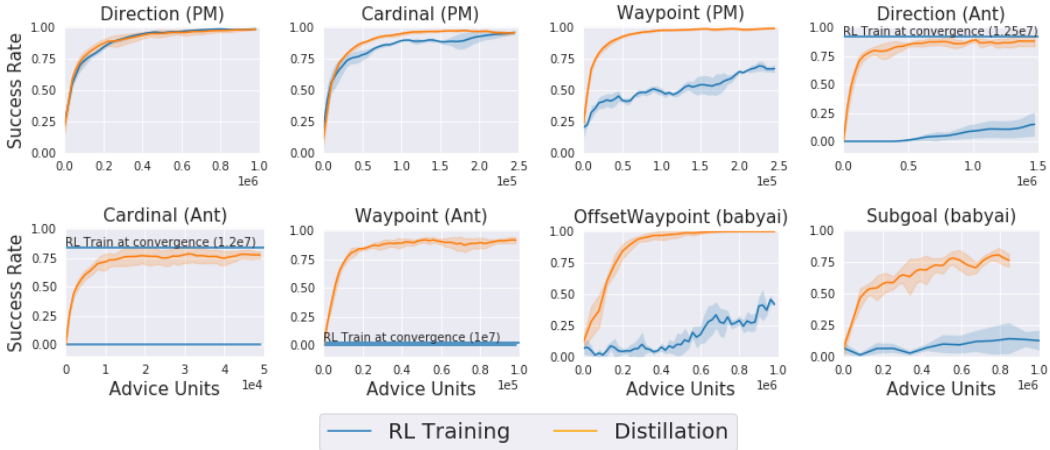 Direction (PM)
Cardinal (PM)
Waypoint (PM)
Direction (Ant)
Success Rate
1.00
0.75
0.50
0.25
0.00
0.0 0.2 0.4 0.6 0.8 1.0
1e6
1.00
0.75
0.50
0.25
0.00
0.0 0.5 1.0 1.5 2.0 2.5
1e5
1.00
0.75
0.50
0.25
0.00
0.0 0.5 1.0 1.5 2.0 2.5
1e5
1.00
0.75
0.50
0.25
0.00
RL Train at convergence (1.25e7)
0.0 0.5 1.0 1.5
1e6
Cardinal (Ant)
Waypoint (Ant)
OffsetWaypoint (babyai)
Subgoal (babyai)
Success Rate
1.00
0.75
0.50
0.25
0.00
RL Train at convergence (1.2e7)
0 1 2 3 4 5
1e4
Advice Units
1.00
0.75
0.50
0.25
0.00
RL Train at convergence (1e7)
0.0 0.2 0.4 0.6 0.8 1.0
1e5
Advice Units
1.00
0.75
0.50
0.25
0.00
0.0 0.2 0.4 0.6 0.8 1.0
1e6
Advice Units
1.00
0.75
0.50
0.25
0.00
0.0 0.2 0.4 0.6 0.8 1.0
1e6
Advice Units
RL Training
Distillation